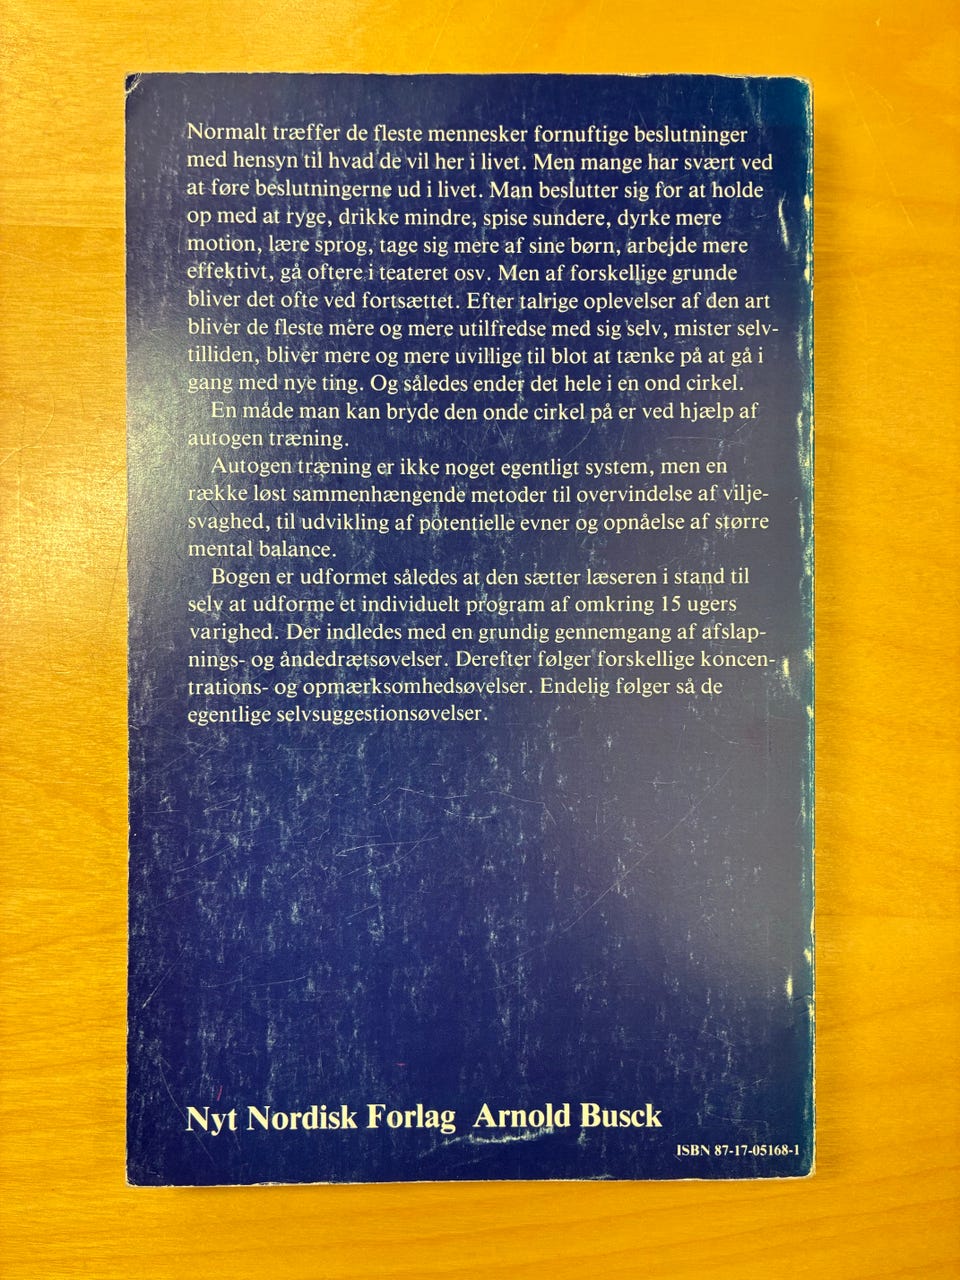 Normalt træffer de fleste mennesker fornuftige beslutninger
med hensyn til hvad de vil her i livet. Men mange har svært ved
at føre beslutningerne ud i livet. Man beslutter sig for at holde
op med at ryge, drikke mindre, spise sundere, dyrke mere
motion, lære sprog, tage sig mere af sine børn, arbejde mere
effektivt, gå oftere i teateret osv. Men af forskellige grunde
bliver det ofte ved fortsættet. Efter talrige oplevelser af den art
bliver de fleste mere og mere utilfredse med sig selv, mister selv-
tilliden, bliver mere og mere uvillige til blot at tænke på at gå i
gang med nye ting. Og således ender det hele i en ond cirkel.
En måde man kan bryde den onde cirkel på er ved hjælp af
autogen træning.
Autogen træning er ikke noget egentligt system, men en
række løst sammenhængende metoder til overvindelse af vilje-
svaghed, til udvikling af potentielle evner og opnåelse af større
mental balance.
Bogen er udformet således at den sætter læseren i stand til
selv at udforme et individuelt program af omkring 15 ugers
varighed. Der indledes med en grundig gennemgang af afslap-
nings- og åndedrætsøvelser. Derefter følger forskellige koncen-
trations- og opmærksomhedsøvelser. Endelig følger så de
egentlige selvsuggestionsøvelser.
Nyt Nordisk Forlag Arnold Busck
ISBN 87-17-05168-1